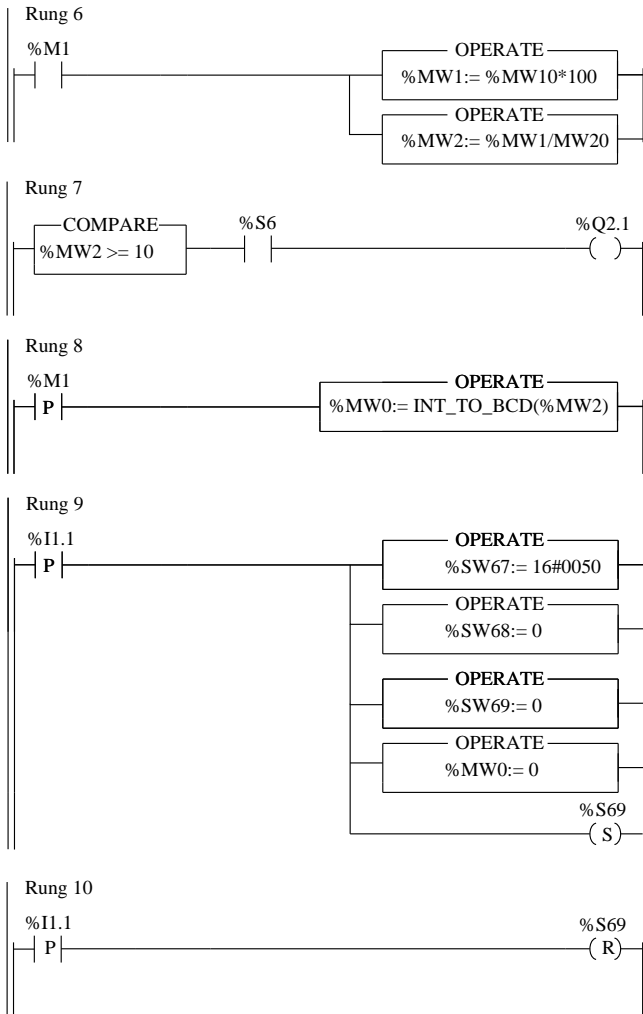 Rung 6
%M1
OPERATE
%MW1:= %MW10*100
OPERATE
%MW2:= %MW1/MW20
Rung 7
COMPARE
%MW2 >= 10
%S6
%Q2.1
Rung 8
%M1
P
OPERATE
%MW0:= INT_TO_BCD(%MW2)
Rung 9
%I1.1
P
OPERATE
%SW67:= 16#0050
OPERATE
%SW68:= 0
OPERATE
%SW69:= 0
OPERATE
%MW0:= 0
%S69
S
Rung 10
%I1.1
P
%S69
R